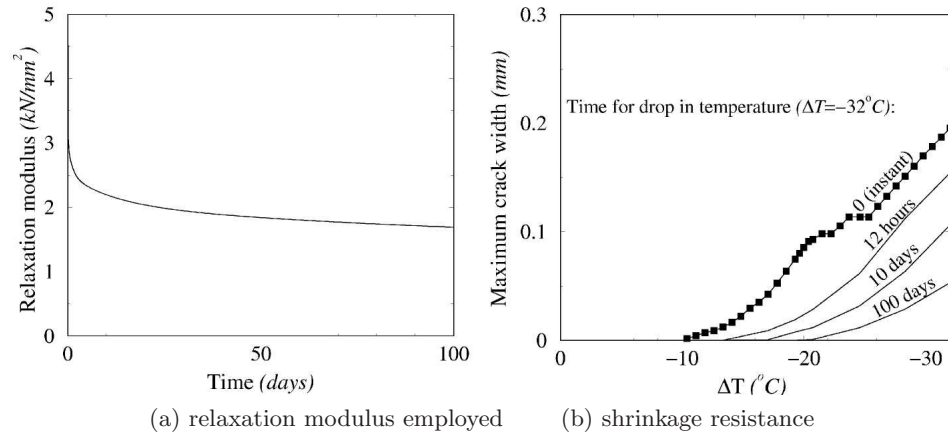 5
4
3
2
1
0
Relaxation modulus (kN/mm²)
0
50
100
Time (days)
(a) relaxation modulus employed
0.3
0.2
0.1
0
Maximum crack width (mm)
Time for drop in temperature (ΔT=−32°C):
0 (instant)
12 hours
10 days
100 days
0
−10
−20
−30
ΔT (°C)
(b) shrinkage resistance